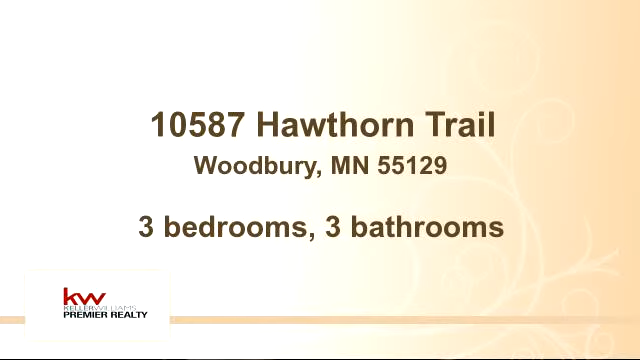 10587 Hawthorn Trail
Woodbury, MN 55129
3 bedrooms, 3 bathrooms
kw
KELLERWILLIAMS
PREMIER REALTY